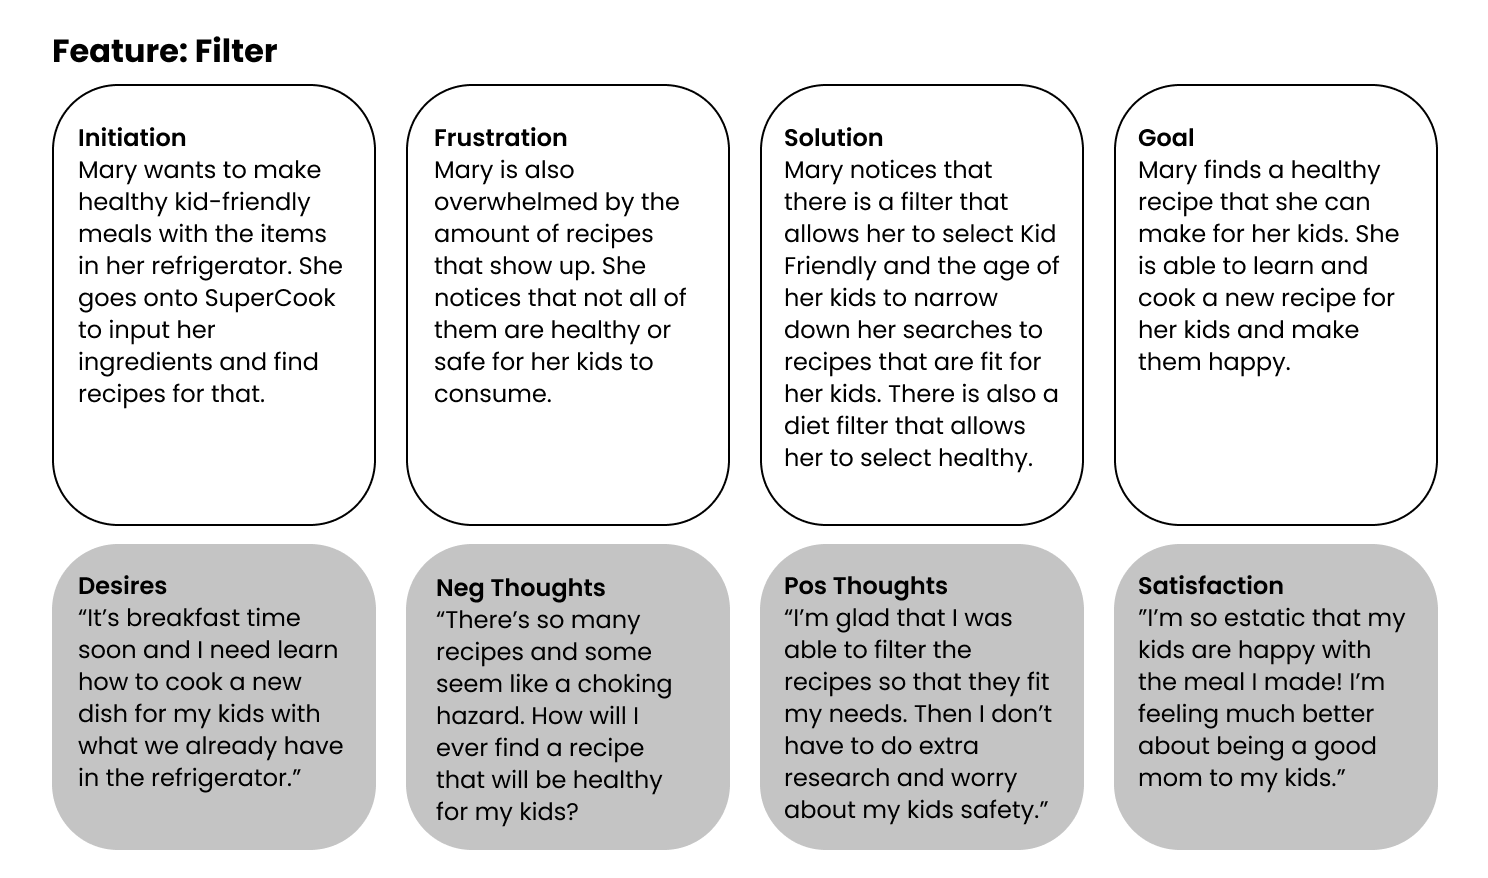 Feature: Filter
Initiation
Mary wants to make
healthy kid-friendly
meals with the items
in her refrigerator. She
goes onto SuperCook
to input her
ingredients and find
recipes for that.
Frustration
Mary is also
overwhelmed by the
amount of recipes
that show up. She
notices that not all of
them are healthy or
safe for her kids to
consume.
Solution
Mary notices that
there is a filter that
allows her to select Kid
Friendly and the age of
her kids to narrow
down her searches to
recipes that are fit for
her kids. There is also a
diet filter that allows
her to select healthy.
Goal
Mary finds a healthy
recipe that she can
make for her kids. She
is able to learn and
cook a new recipe for
her kids and make
them happy.
Desires
“It’s breakfast time
soon and I need learn
how to cook a new
dish for my kids with
what we already have
in the refrigerator.”
Neg Thoughts
“There’s so many
recipes and some
seem like a choking
hazard. How will I
ever find a recipe
that will be healthy
for my kids?
Pos Thoughts
“I’m glad that I was
able to filter the
recipes so that they fit
my needs. Then I don’t
have to do extra
research and worry
about my kids safety.”
Satisfaction
”I’m so estatic that my
kids are happy with
the meal I made! I’m
feeling much better
about being a good
mom to my kids.”